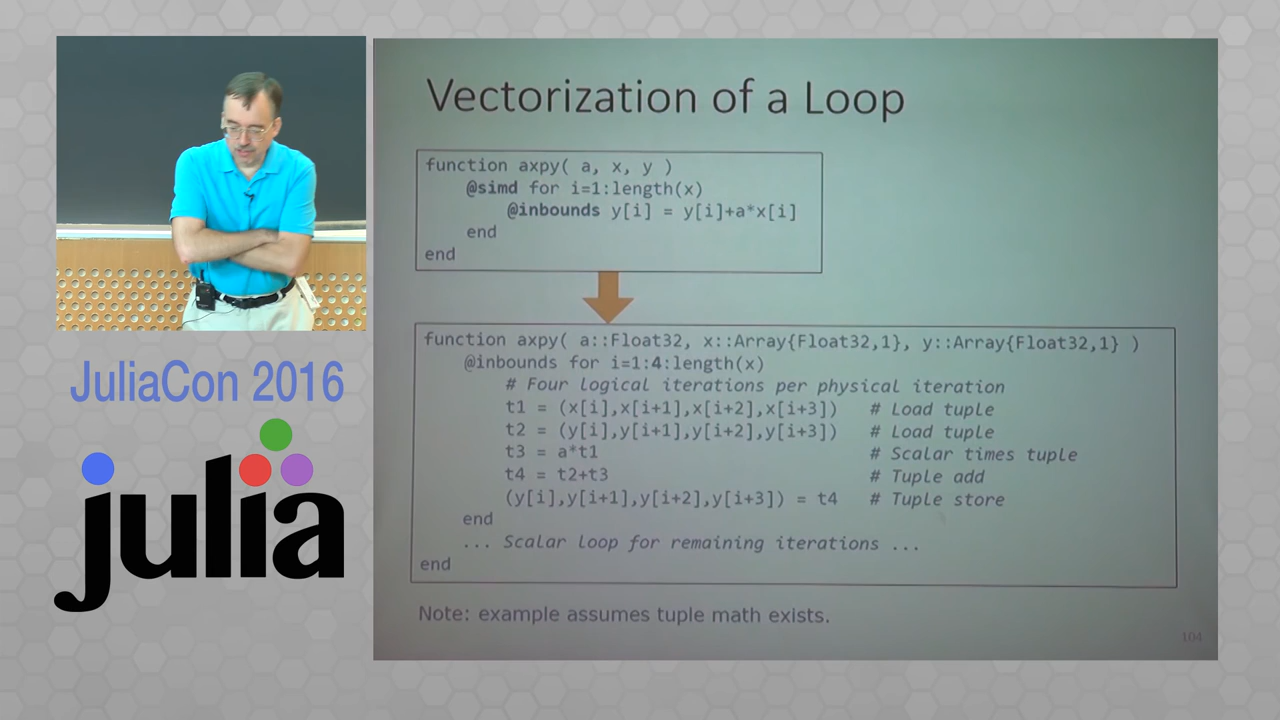 Vectorization of a Loop
function axpy( a, x, y )
@simd for i=1:length(x)
@inbounds y[i] = y[i]+a*x[i]
end
end
function axpy( a::Float32, x::Array{Float32,1}, y::Array{Float32,1} )
@inbounds for i=1:4:length(x)
# Four logical iterations per physical iteration
t1 = (x[i],x[i+1],x[i+2],x[i+3]) # Load tuple
t2 = (y[i],y[i+1],y[i+2],y[i+3]) # Load tuple
t3 = a*t1 # Scalar times tuple
t4 = t2+t3 # Tuple add
(y[i],y[i+1],y[i+2],y[i+3]) = t4 # Tuple store
end
... Scalar loop for remaining iterations ...
end
Note: example assumes tuple math exists.
104
JuliaCon 2016
julia